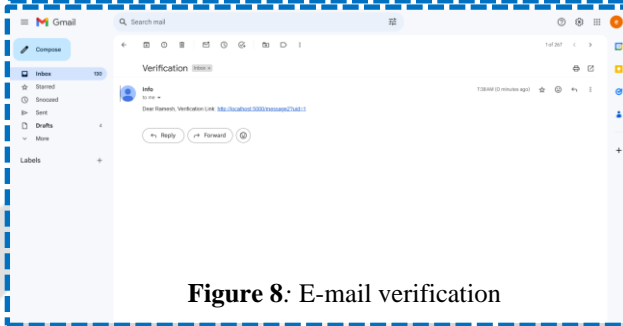 Gmail
Search mail
Compose
1 of 267
Inbox 130
Starred
Snoozed
Sent
Drafts 4
More
Labels
Verification Inbox x
Info
7:38 AM (0 minutes ago)
to me
Dear Ramesh, Verification Link http://localhost:5000/message2?uid=1
Reply
Forward
Figure 8: E-mail verification